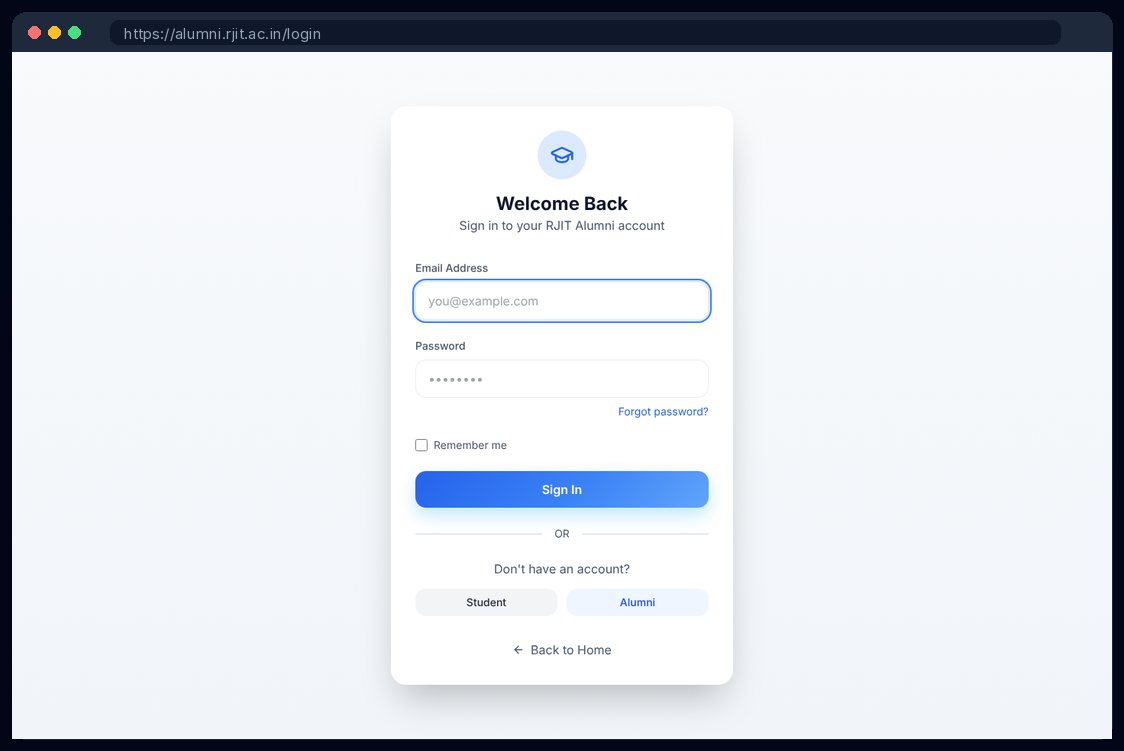 https://alumni.rjit.ac.in/login
Welcome Back
Sign in to your RJIT Alumni account
Email Address
you@example.com
Password
••••••••
Forgot password?
Remember me
Sign In
OR
Don't have an account?
Student Alumni
← Back to Home